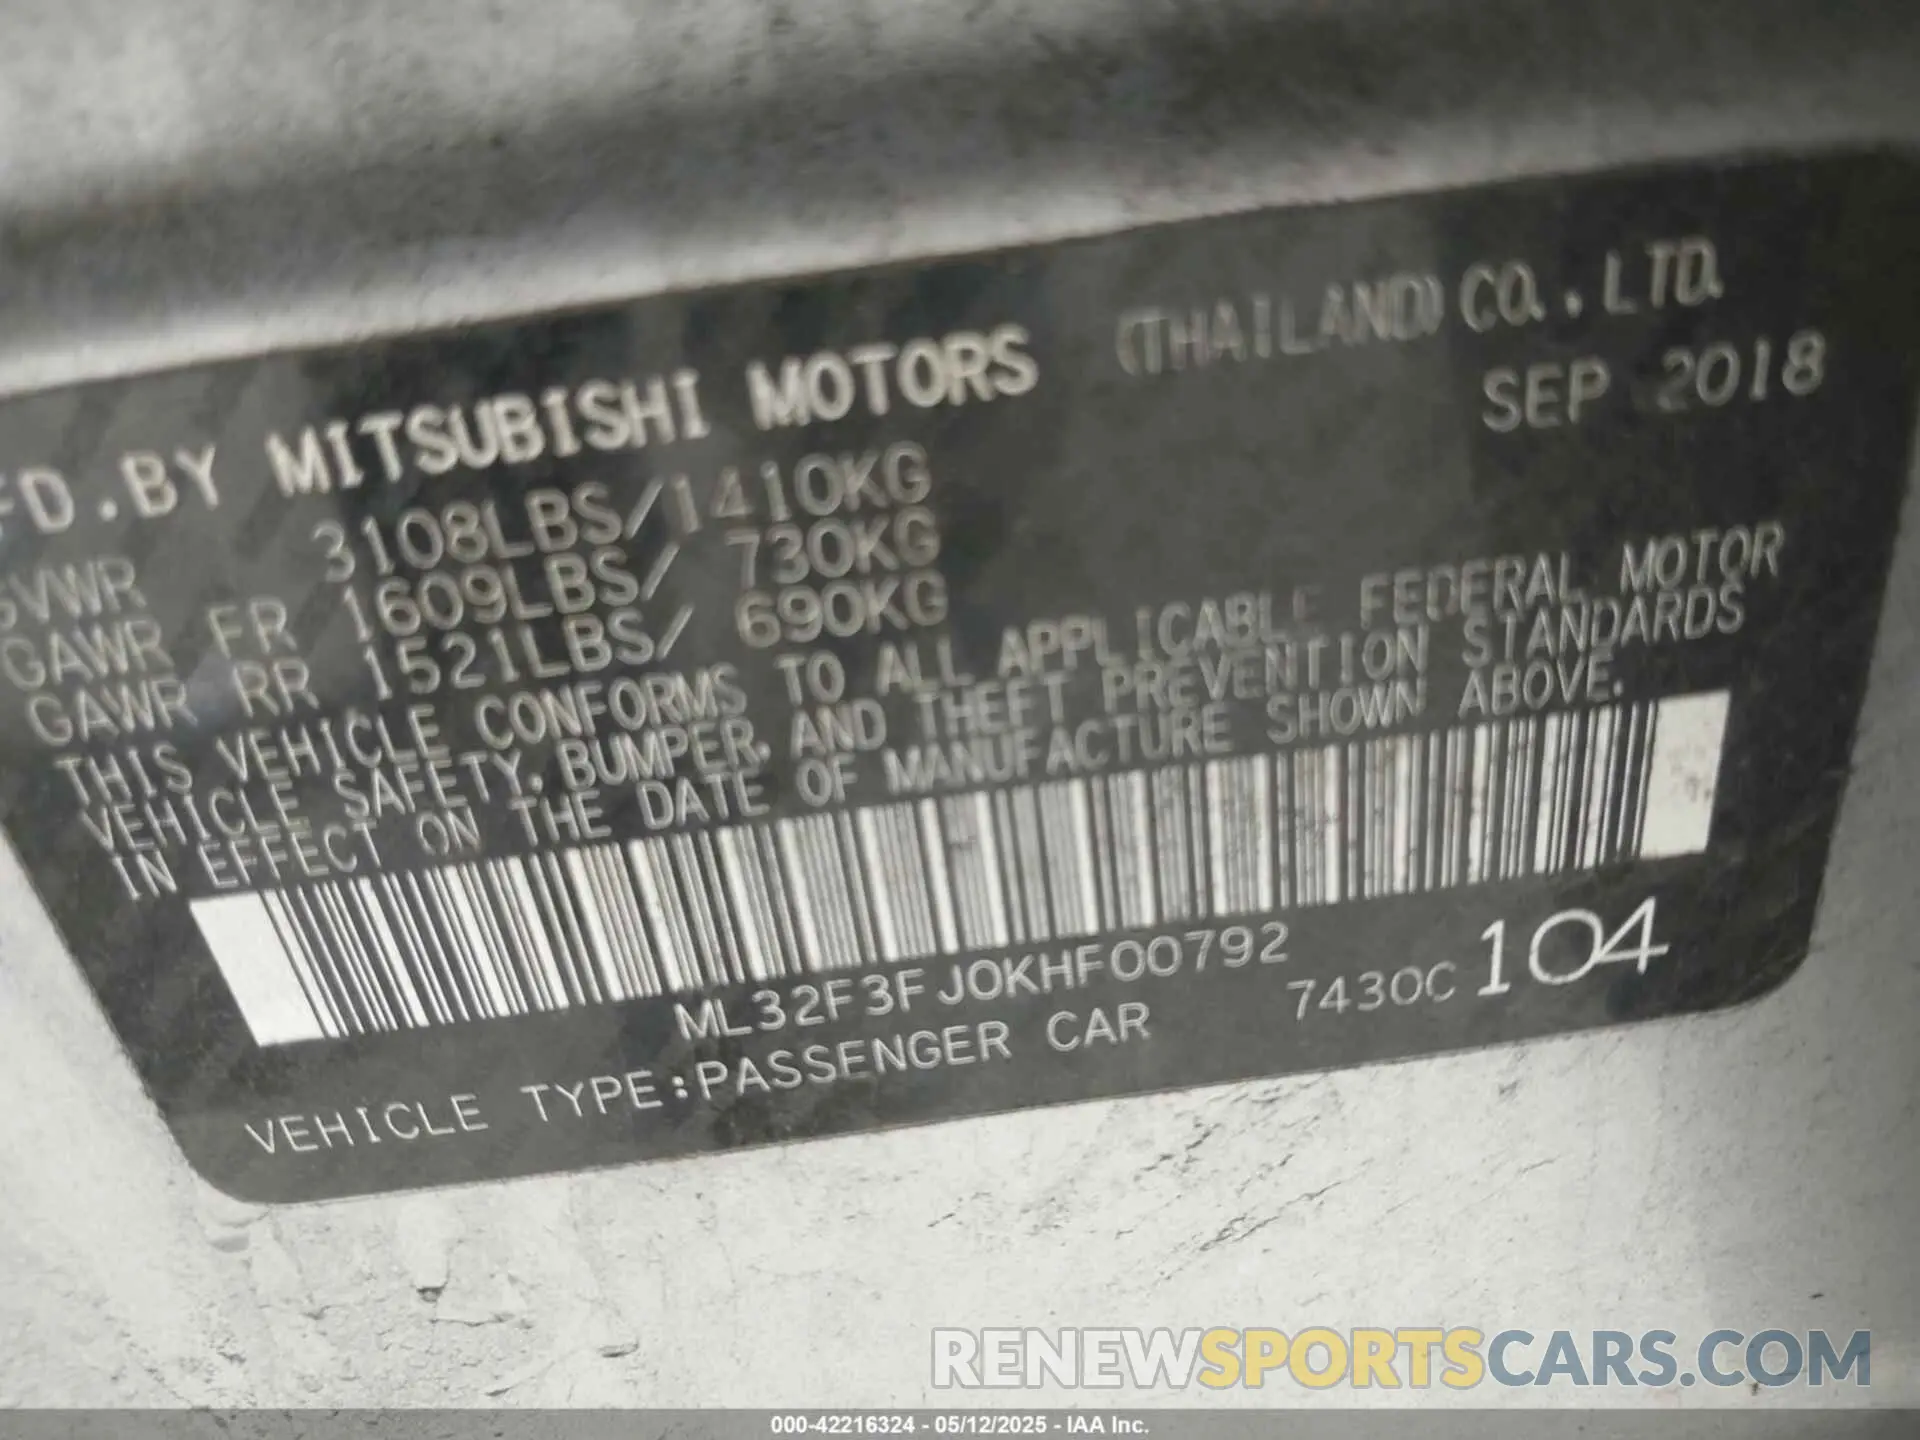 FD.BY MITSUBISHI MOTORS (THAILAND) CO., LTD.
SEP 2018
GVWR 3108LBS/1410KG
GAWR FR 1609LBS/ 730KG
GAWR RR 1521LBS/ 690KG
THIS VEHICLE CONFORMS TO ALL APPLICABLE FEDERAL MOTOR
VEHICLE SAFETY, BUMPER, AND THEFT PREVENTION STANDARDS
IN EFFECT ON THE DATE OF MANUFACTURE SHOWN ABOVE.
ML32F3FJ0KHF00792
VEHICLE TYPE:PASSENGER CAR 7430C104
RENEWSPORTSCARS.COM
000-42216324 - 05/12/2025 - IAA Inc.